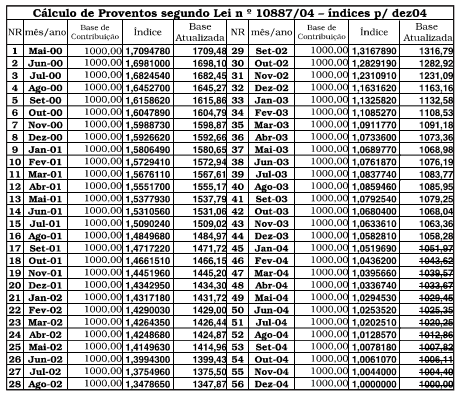 Cálculo de Proventos segundo Lei n º 10887/04 – índices p/ dez04
NR mês/ano Base de Contribuição Índice Base Atualizada NR mês/ano Base de Contribuição Índice Base Atualizada
1 Mai-00 1000,00 1,7094780 1709,48 29 Set-02 1000,00 1,3167890 1316,79
2 Jun-00 1000.00 1,6981000 1698,10 30 Out-02 1000,00 1,2829190 1282,92
3 Jul-00 1000.00 1,6824540 1682,45 31 Nov-02 1000,00 1,2310910 1231,09
4 Ago-00 1000.00 1,6452700 1645,27 32 Dez-02 1000,00 1,1631620 1163,16
5 Set-00 1000.00 1,6158620 1615,86 33 Jan-03 1000,00 1,1325820 1132,58
6 Out-00 1000.00 1,6047890 1604,79 34 Fev-03 1000,00 1,1085270 1108,53
7 Nov-00 1000.00 1,5988730 1598,87 35 Mar-03 1000,00 1,0911770 1091,18
8 Dez-00 1000.00 1,5926620 1592,66 36 Abr-03 1000,00 1,0733600 1073,36
9 Jan-01 1000.00 1,5806490 1580,65 37 Mai-03 1000,00 1,0689770 1068,98
10 Fev-01 1000.00 1,5729410 1572,94 38 Jun-03 1000,00 1,0761870 1076,19
11 Mar-01 1000.00 1,5676110 1567,61 39 Jul-03 1000,00 1,0837740 1083,77
12 Abr-01 1000.00 1,5551700 1555,17 40 Ago-03 1000,00 1,0859460 1085,95
13 Mai-01 1000.00 1,5377930 1537,79 41 Set-03 1000,00 1,0792540 1079,25
14 Jun-01 1000.00 1,5310560 1531,06 42 Out-03 1000,00 1,0680400 1068,04
15 Jul-01 1000.00 1,5090240 1509,02 43 Nov-03 1000,00 1,0633610 1063,36
16 Ago-01 1000.00 1,4849680 1484,97 44 Dez-03 1000,00 1,0582810 1058,28
17 Set-01 1000.00 1,4717220 1471,72 45 Jan-04 1000,00 1,0519690 1051,97
18 Out-01 1000.00 1,4661510 1466,15 46 Fev-04 1000,00 1,0436200 1043,62
19 Nov-01 1000.00 1,4451960 1445,20 47 Mar-04 1000,00 1,0395660 1039,57
20 Dez-01 1000.00 1,4342950 1434,30 48 Abr-04 1000,00 1,0336740 1033,67
21 Jan-02 1000.00 1,4317180 1431,72 49 Mai-04 1000,00 1,0294530 1029,45
22 Fev-02 1000.00 1,4290030 1429,00 50 Jun-04 1000,00 1,0253520 1025,35
23 Mar-02 1000.00 1,4264350 1426,44 51 Jul-04 1000,00 1,0202510 1020,25
24 Abr-02 1000.00 1,4248680 1424,87 52 Ago-04 1000,00 1,0128570 1012,86
25 Mai-02 1000.00 1,4149630 1414,96 53 Set-04 1000,00 1,0078180 1007,82
26 Jun-02 1000.00 1,3994300 1399,43 54 Out-04 1000,00 1,0061070 1006,11
27 Jul-02 1000.00 1,3754960 1375,50 55 Nov-04 1000,00 1,0044000 1004,40
28 Ago-02 1000.00 1,3478650 1347,87 56 Dez-04 1000,00 1,0000000 1000,00